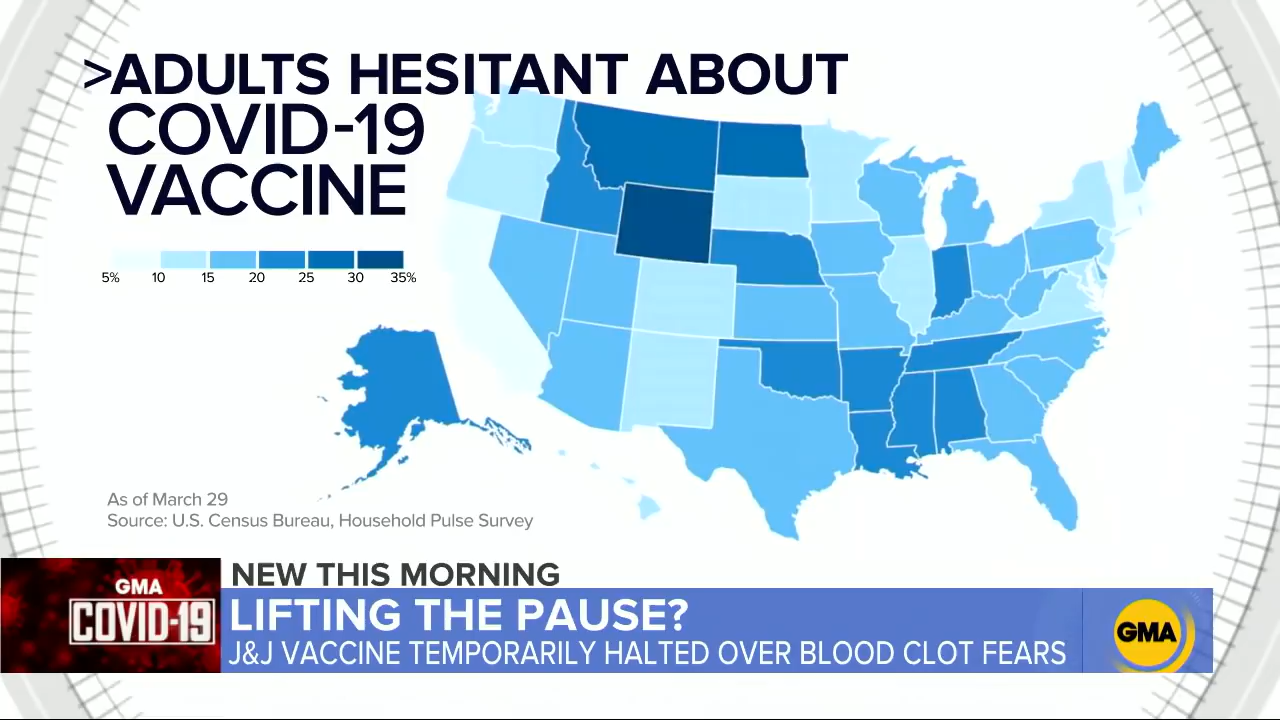 >ADULTS HESITANT ABOUT
COVID-19
VACCINE
5% 10 15 20 25 30 35%
As of March 29
Source: U.S. Census Bureau, Household Pulse Survey
GMA
COVID-19
NEW THIS MORNING
LIFTING THE PAUSE?
J&J VACCINE TEMPORARILY HALTED OVER BLOOD CLOT FEARS
GMA